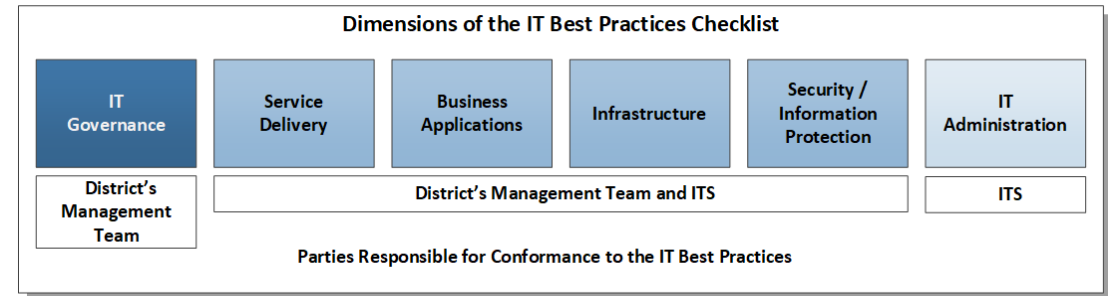 Dimensions of the IT Best Practices Checklist
IT
Governance
Service
Delivery
Business
Applications
Infrastructure
Security /
Information
Protection
IT
Administration
District's
Management
Team
District's Management Team and ITS
ITS
Parties Responsible for Conformance to the IT Best Practices